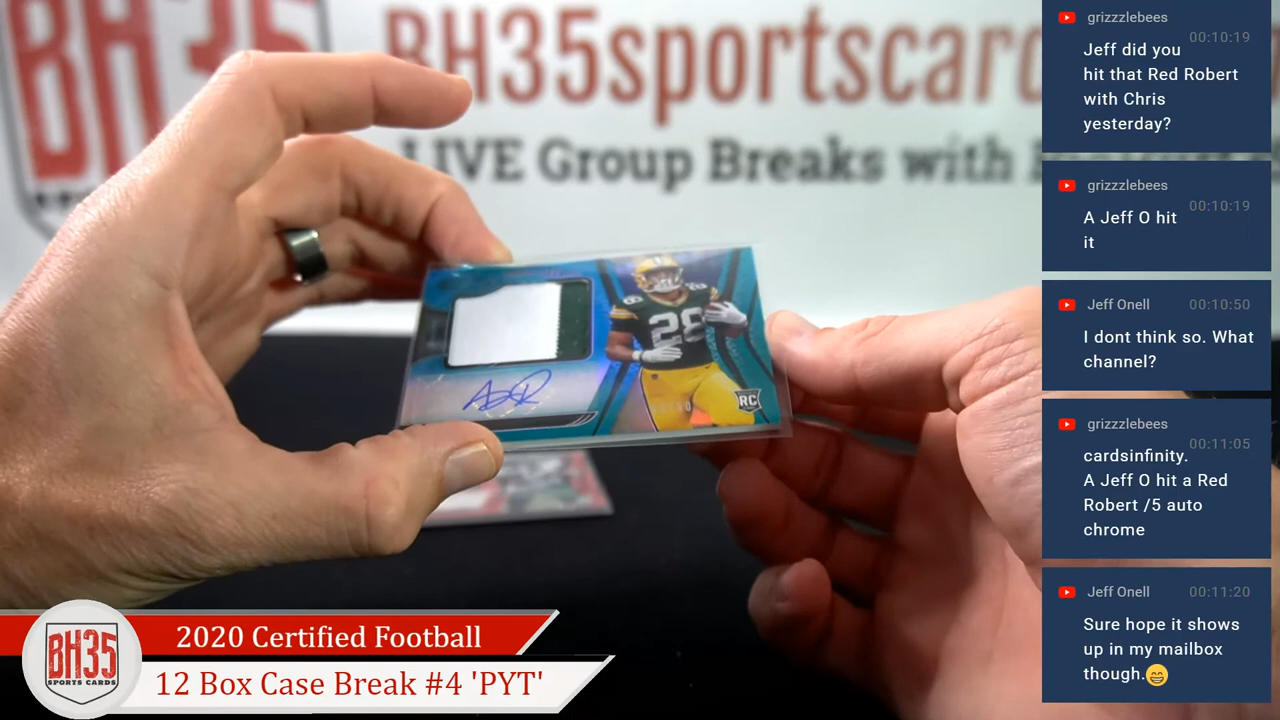 BH35
BH35sportscard
LIVE Group Breaks with
28
28
RC
BH35
SPORTS CARDS
2020 Certified Football
12 Box Case Break #4 'PYT'
grizzzlebees
00:10:19
Jeff did you
hit that Red Robert
with Chris
yesterday?
grizzzlebees
00:10:19
A Jeff O hit
it
Jeff Onell 00:10:50
I dont think so. What
channel?
grizzzlebees
00:11:05
cardsinfinity.
A Jeff O hit a Red
Robert /5 auto
chrome
Jeff Onell 00:11:20
Sure hope it shows
up in my mailbox
though.😄